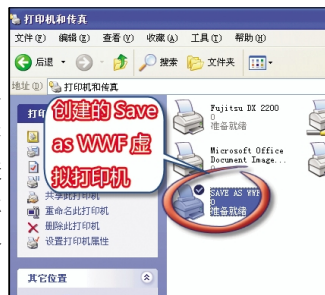 打印机和传真
文件(F) 编辑(E) 查看(V) 收藏(A) 工具(T) 帮助(H)
后退 搜索 文件夹
地址(D) 打印机和传真
创建的 Save
as WWF 虚
拟打印机
Fujitsu DX 2200
0
准备就绪
Microsoft Office
Document Image...
0
准备就绪
SAVE AS WWF
0
准备就绪
共享此打印机
重命名此打印机
删除此打印机
设置打印机属性
其它位置